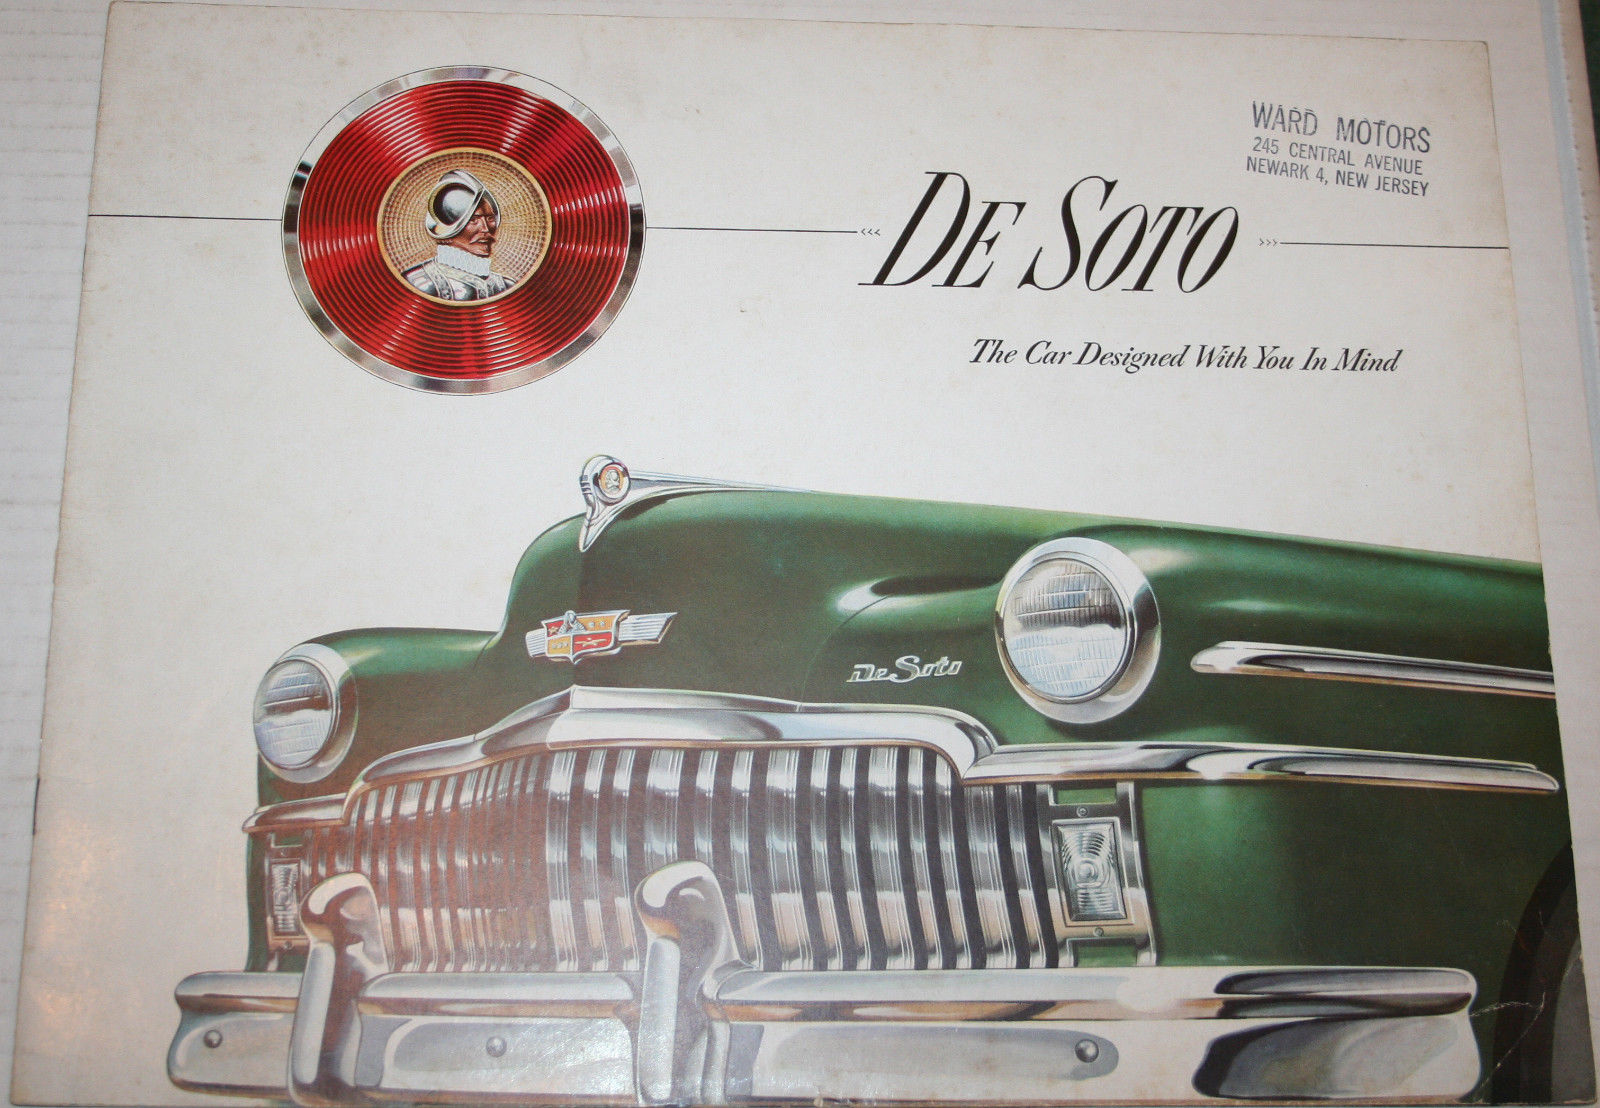 WARD MOTORS
245 CENTRAL AVENUE
NEWARK 4, NEW JERSEY
DE SOTO
The Car Designed With You In Mind
De Soto